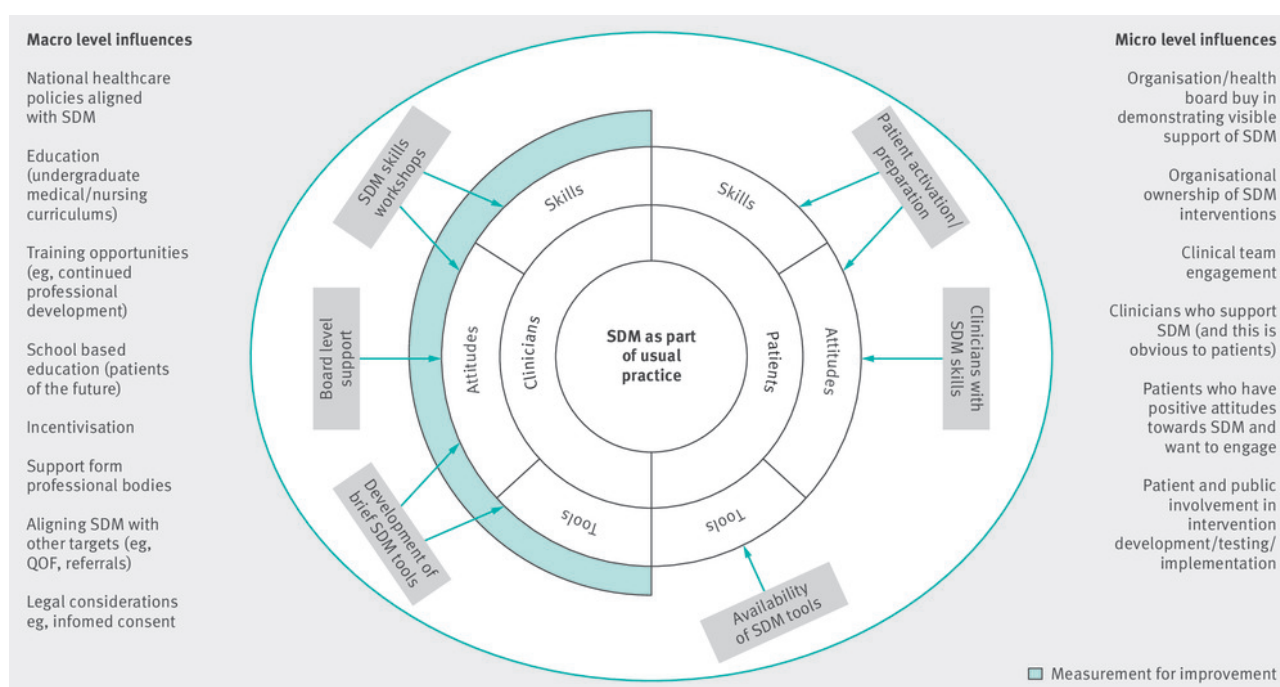 Macro level influences
National healthcare
policies aligned
with SDM
Education
(undergraduate
medical/nursing
curriculums)
Training opportunities
(eg, continued
professional
development)
School based
education (patients
of the future)
Incentivisation
Support form
professional bodies
Aligning SDM with
other targets (eg,
QOF, referrals)
Legal considerations
eg, infomed consent
SDM skills
workshops
Board level
support
Development of
brief SDM tools
Skills
Attitudes
Tools
Clinicians
SDM as part
of usual
practice
Patients
Skills
Attitudes
Tools
Patient activation/
preparation
Clinicians with
SDM skills
Availability
of SDM tools
Micro level influences
Organisation/health
board buy in
demonstrating visible
support of SDM
Organisational
ownership of SDM
interventions
Clinical team
engagement
Clinicians who support
SDM (and this is
obvious to patients)
Patients who have
positive attitudes
towards SDM and
want to engage
Patient and public
involvement in
intervention
development/testing/
implementation
Measurement for improvement